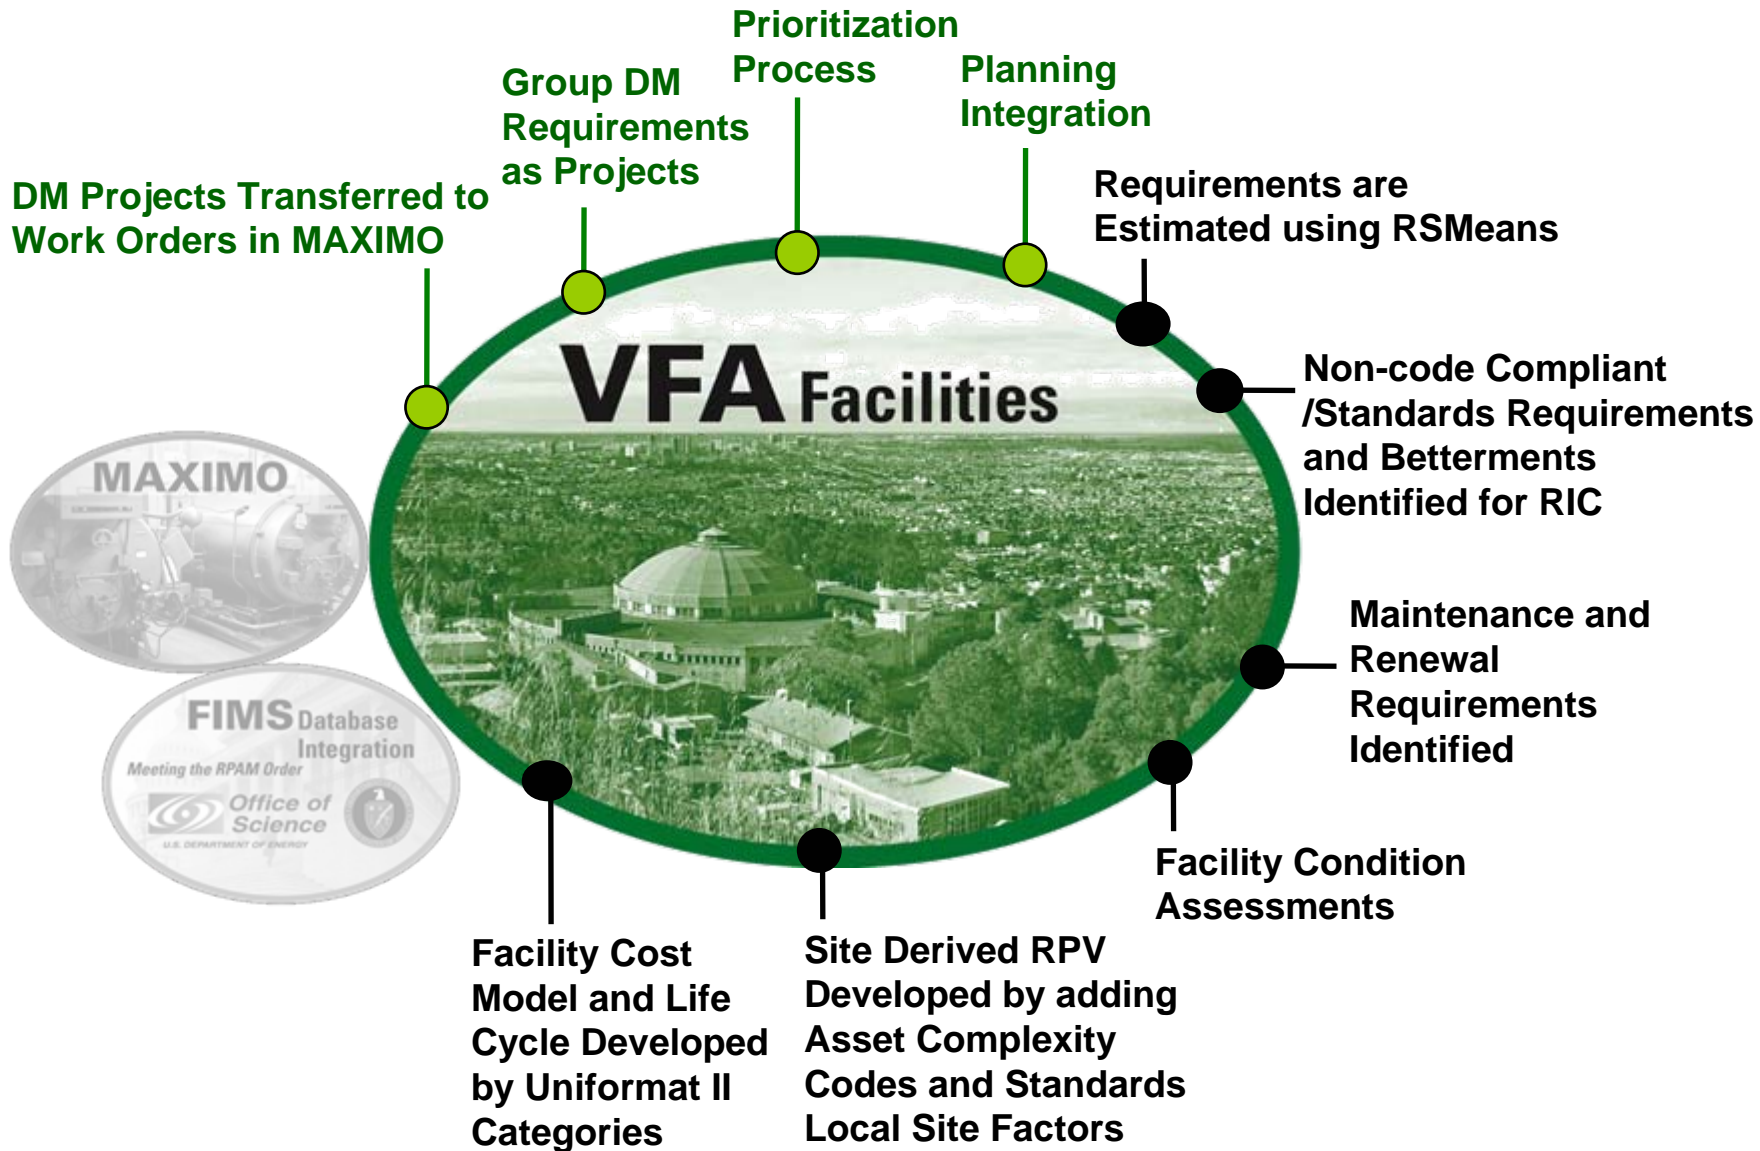 Prioritization
Process
Planning
Integration
Group DM
Requirements
as Projects
DM Projects Transferred to
Work Orders in MAXIMO
Requirements are
Estimated using RSMeans
VFA Facilities
Non-code Compliant
/Standards Requirements
and Betterments
Identified for RIC
MAXIMO
Maintenance and
Renewal
Requirements
Identified
FIMS Database
Integration
Meeting the RPAM Order
Office of
Science
U.S. DEPARTMENT OF ENERGY
Facility Condition
Assessments
Facility Cost
Model and Life
Cycle Developed
by Uniformat II
Categories
Site Derived RPV
Developed by adding
Asset Complexity
Codes and Standards
Local Site Factors